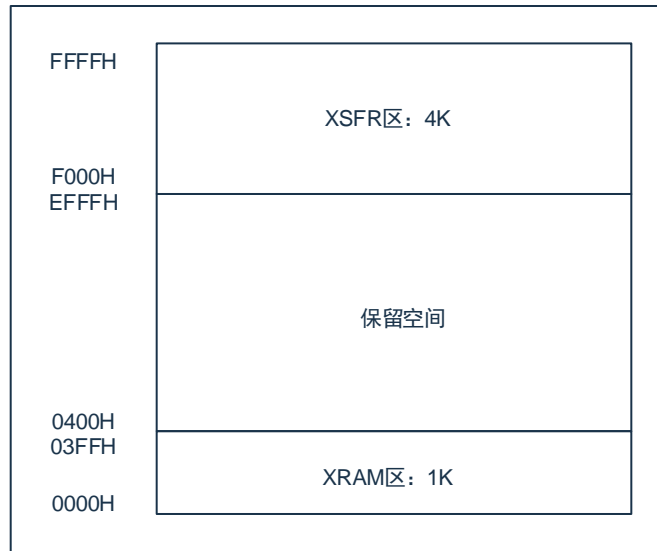 FFFFH
XSFR区：4K
F000H
EFFFH
保留空间
0400H
03FFH
XRAM区：1K
0000H